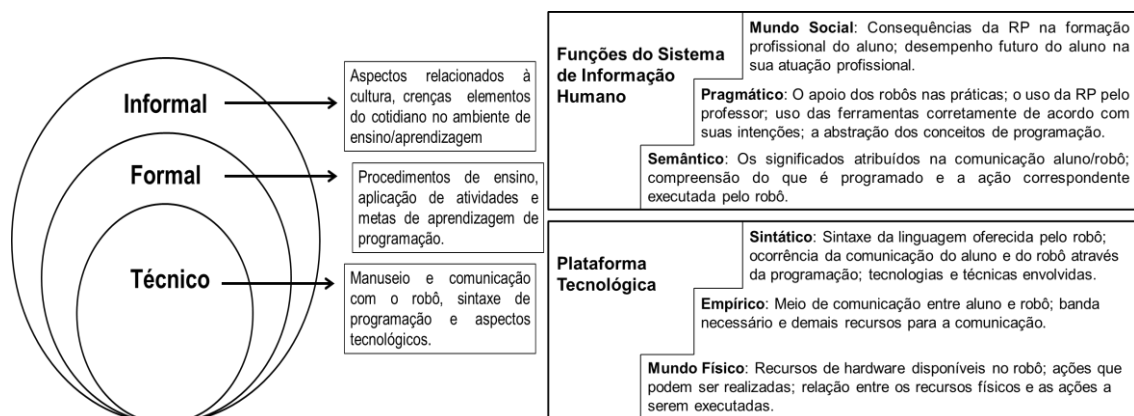 Informal
Aspectos relacionados à
cultura, crenças elementos
do cotidiano no ambiente de
ensino/aprendizagem
Formal
Procedimentos de ensino,
aplicação de atividades e
metas de aprendizagem de
programação.
Técnico
Manuseio e comunicação
com o robô, sintaxe de
programação e aspectos
tecnológicos.
Funções do Sistema
de Informação
Humano
Mundo Social: Consequências da RP na formação
profissional do aluno; desempenho futuro do aluno na
sua atuação profissional.
Pragmático: O apoio dos robôs nas práticas; o uso da RP pelo
professor; uso das ferramentas corretamente de acordo com
suas intenções; a abstração dos conceitos de programação.
Semântico: Os significados atribuídos na comunicação aluno/robô;
compreensão do que é programado e a ação correspondente
executada pelo robô.
Plataforma
Tecnológica
Sintático: Sintaxe da linguagem oferecida pelo robô;
ocorrência da comunicação do aluno e do robô através
da programação; tecnologias e técnicas envolvidas.
Empírico: Meio de comunicação entre aluno e robô; banda
necessário e demais recursos para a comunicação.
Mundo Físico: Recursos de hardware disponíveis no robô; ações que
podem ser realizadas; relação entre os recursos físicos e as ações a
serem executadas.